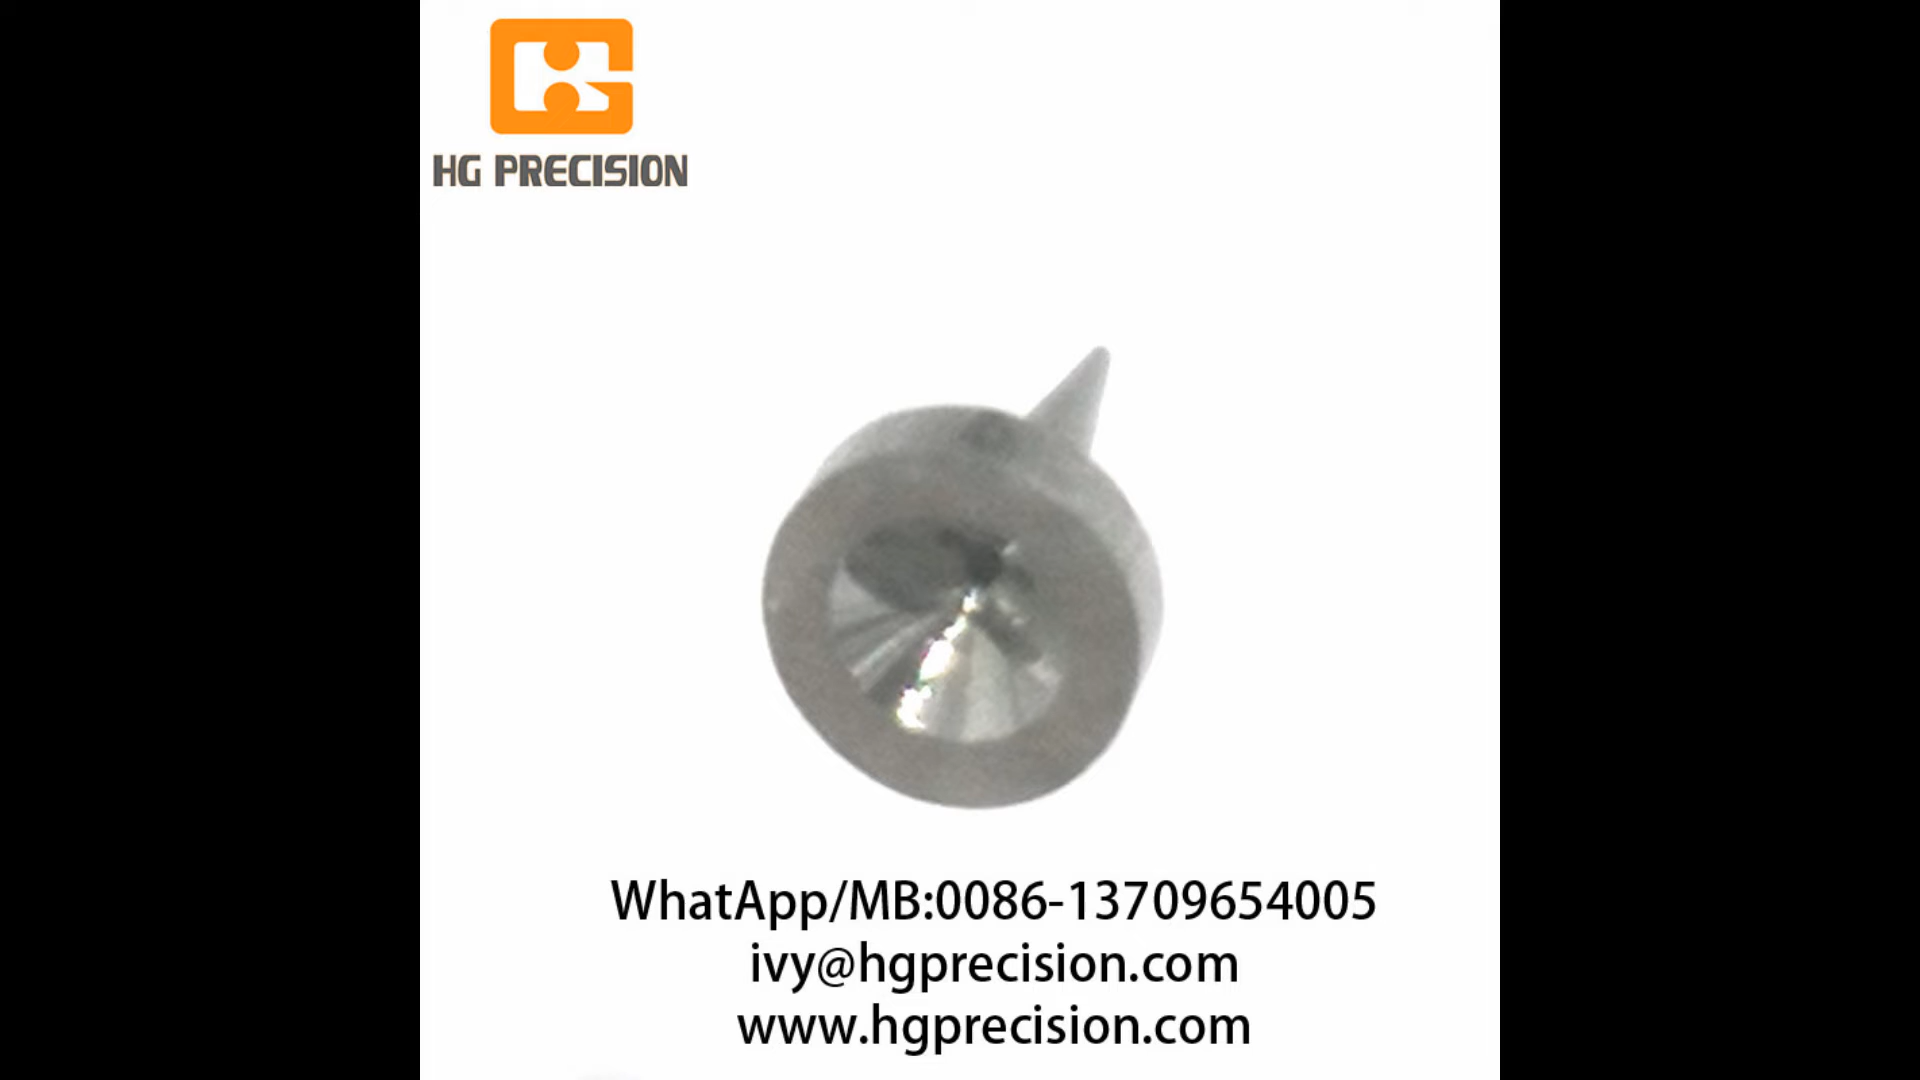 HG PRECISION
WhatApp/MB:0086-13709654005
ivy@hgprecision.com
www.hgprecision.com